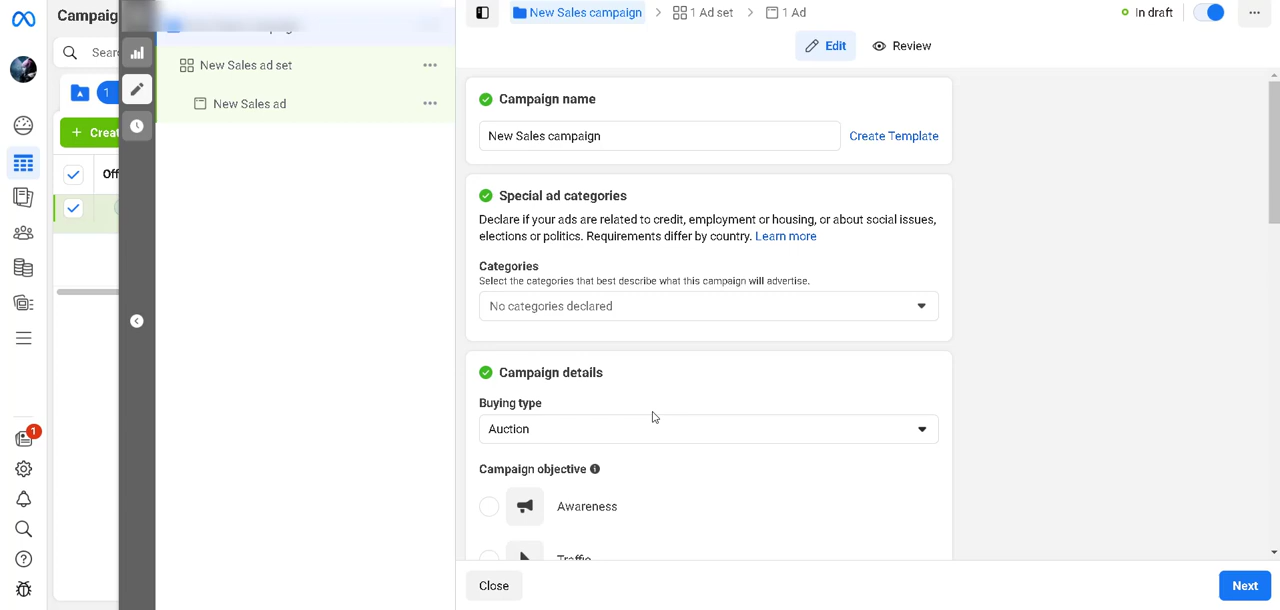 Campaig
Sear
1
+ Creat
Off
New Sales ad set
New Sales ad
New Sales campaign > 1 Ad set > 1 Ad
In draft
Edit
Review
Campaign name
New Sales campaign
Create Template
Special ad categories
Declare if your ads are related to credit, employment or housing, or about social issues,
elections or politics. Requirements differ by country. Learn more
Categories
Select the categories that best describe what this campaign will advertise.
No categories declared
Campaign details
Buying type
Auction
Campaign objective
Awareness
Traffic
1
Close
Next